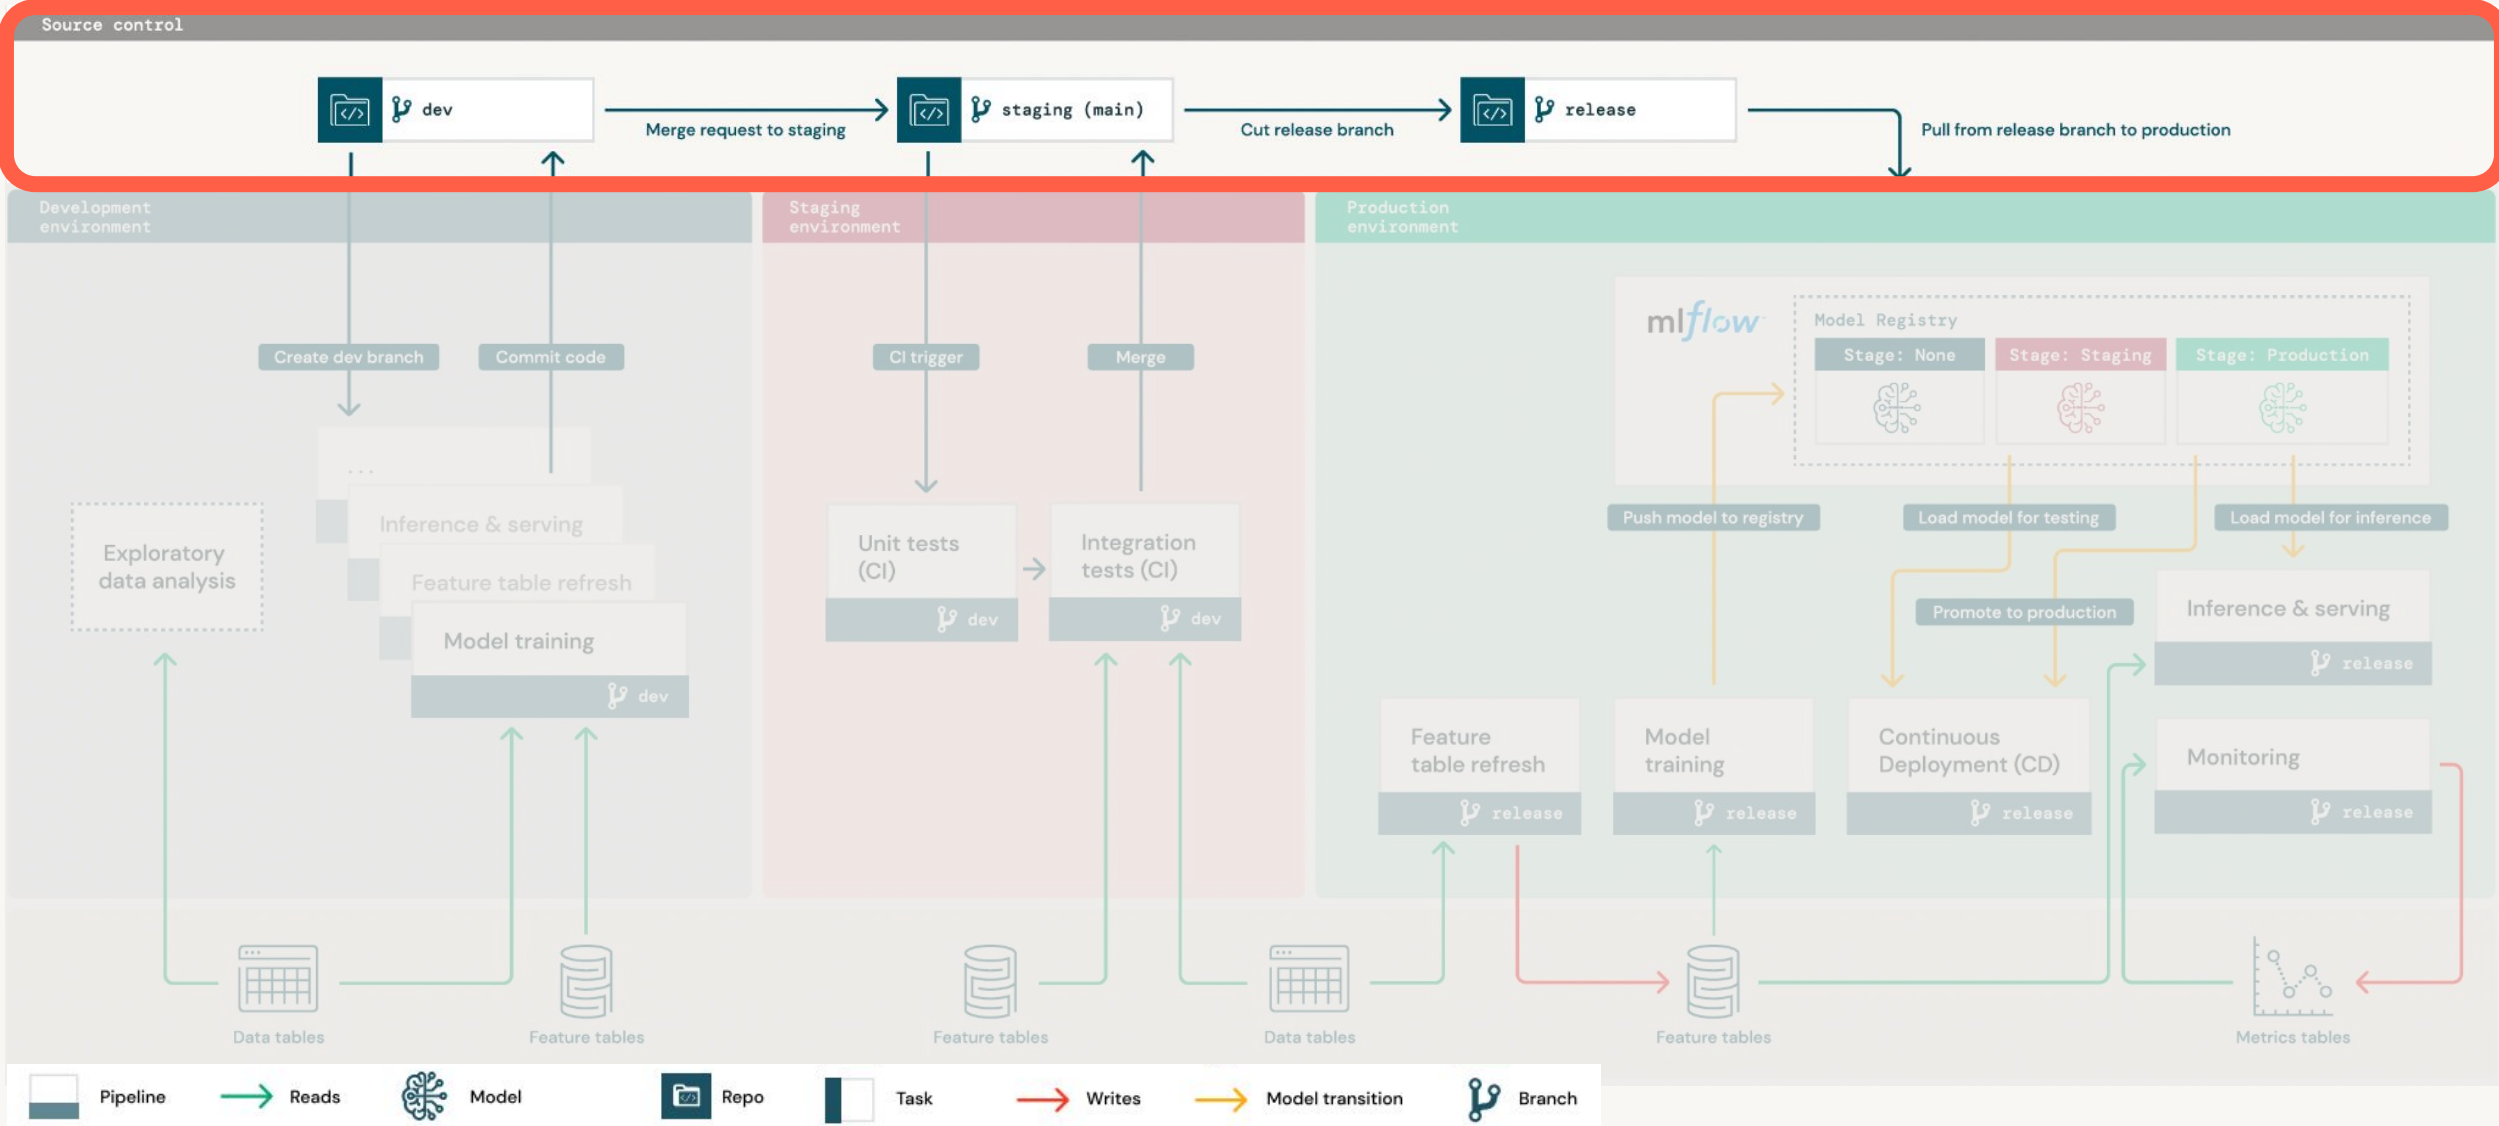 Source control
dev
Merge request to staging
staging (main)
Cut release branch
release
Pull from release branch to production
Development
environment
Staging
environment
Production
environment
Create dev branch
Commit code
CI trigger
Merge
mlflow
Model Registry
Stage: None
Stage: Staging
Stage: Production
...
Inference & serving
Feature table refresh
Model training
dev
Exploratory
data analysis
Unit tests
(CI)
dev
Integration
tests (CI)
dev
Push model to registry
Load model for testing
Load model for inference
Promote to production
Inference & serving
release
Feature
table refresh
release
Model
training
release
Continuous
Deployment (CD)
release
Monitoring
release
Data tables
Feature tables
Feature tables
Data tables
Feature tables
Metrics tables
Pipeline
Reads
Model
Repo
Task
Writes
Model transition
Branch